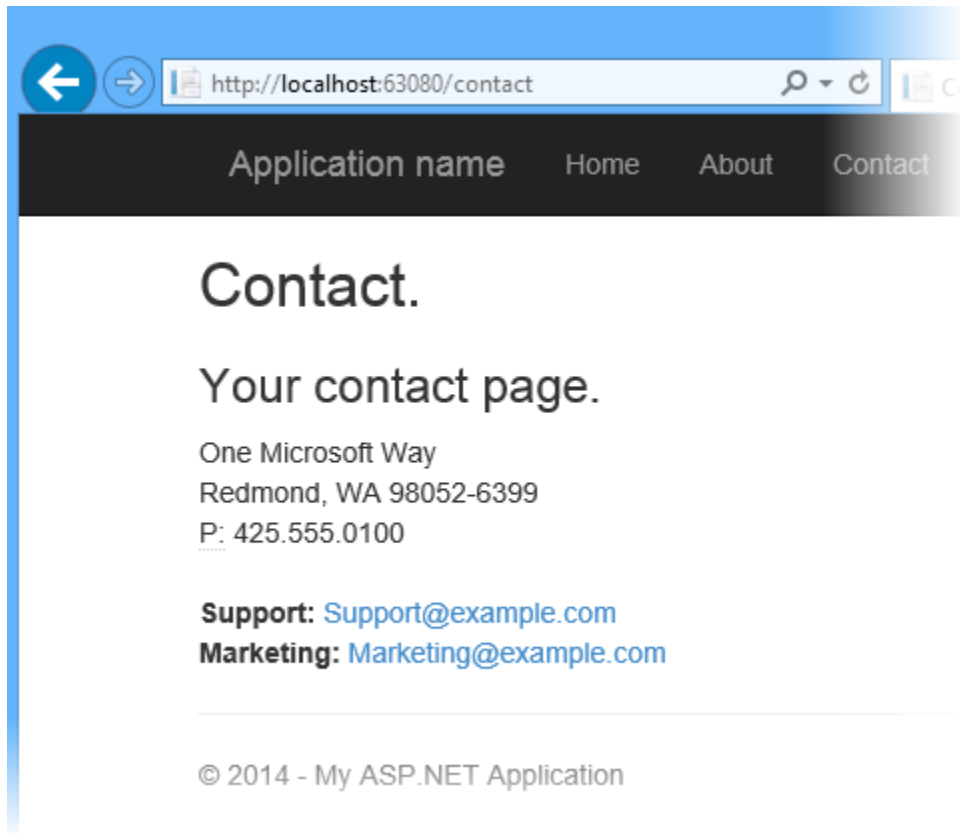 http://localhost:63080/contact
Application name Home About Contact
Contact.
Your contact page.
One Microsoft Way
Redmond, WA 98052-6399
P: 425.555.0100
Support: Support@example.com
Marketing: Marketing@example.com
© 2014 - My ASP.NET Application